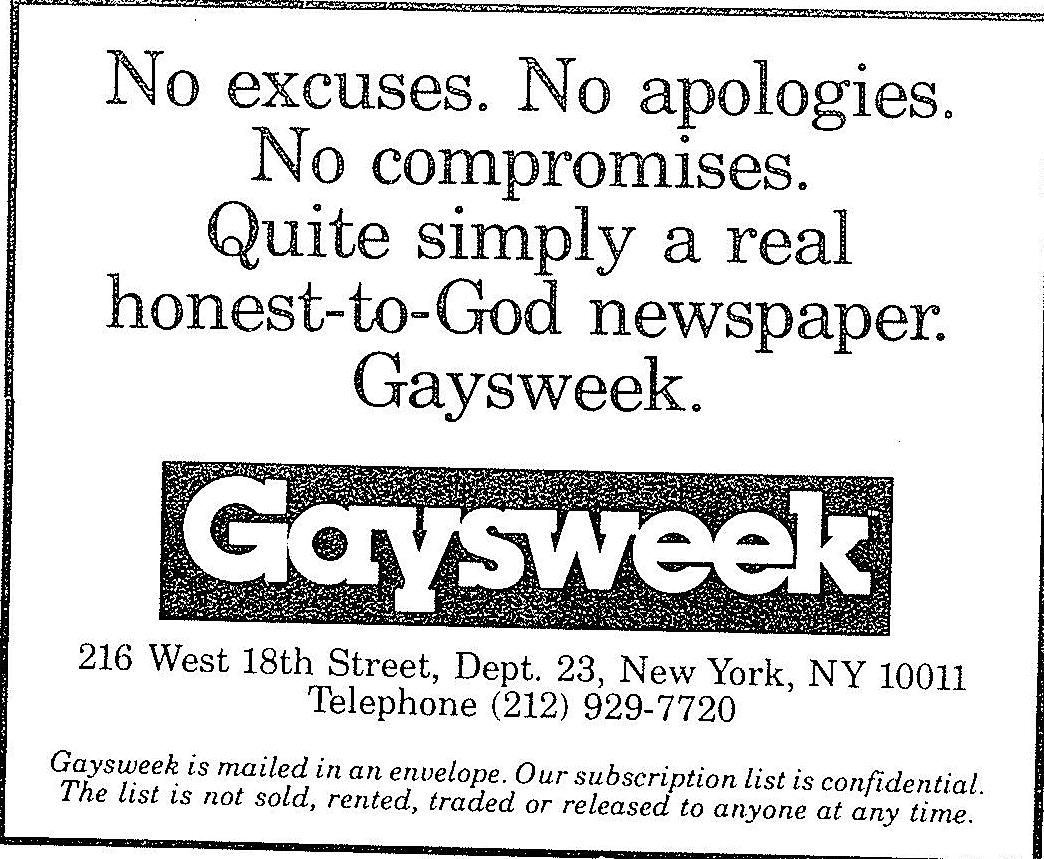 No excuses. No apologies.
No compromises.
Quite simply a real
honest-to-God newspaper.
Gaysweek.
Gaysweek
216 West 18th Street, Dept. 23, New York, NY 10011
Telephone (212) 929-7720
Gaysweek is mailed in an envelope. Our subscription list is confidential.
The list is not sold, rented, traded or released to anyone at any time.